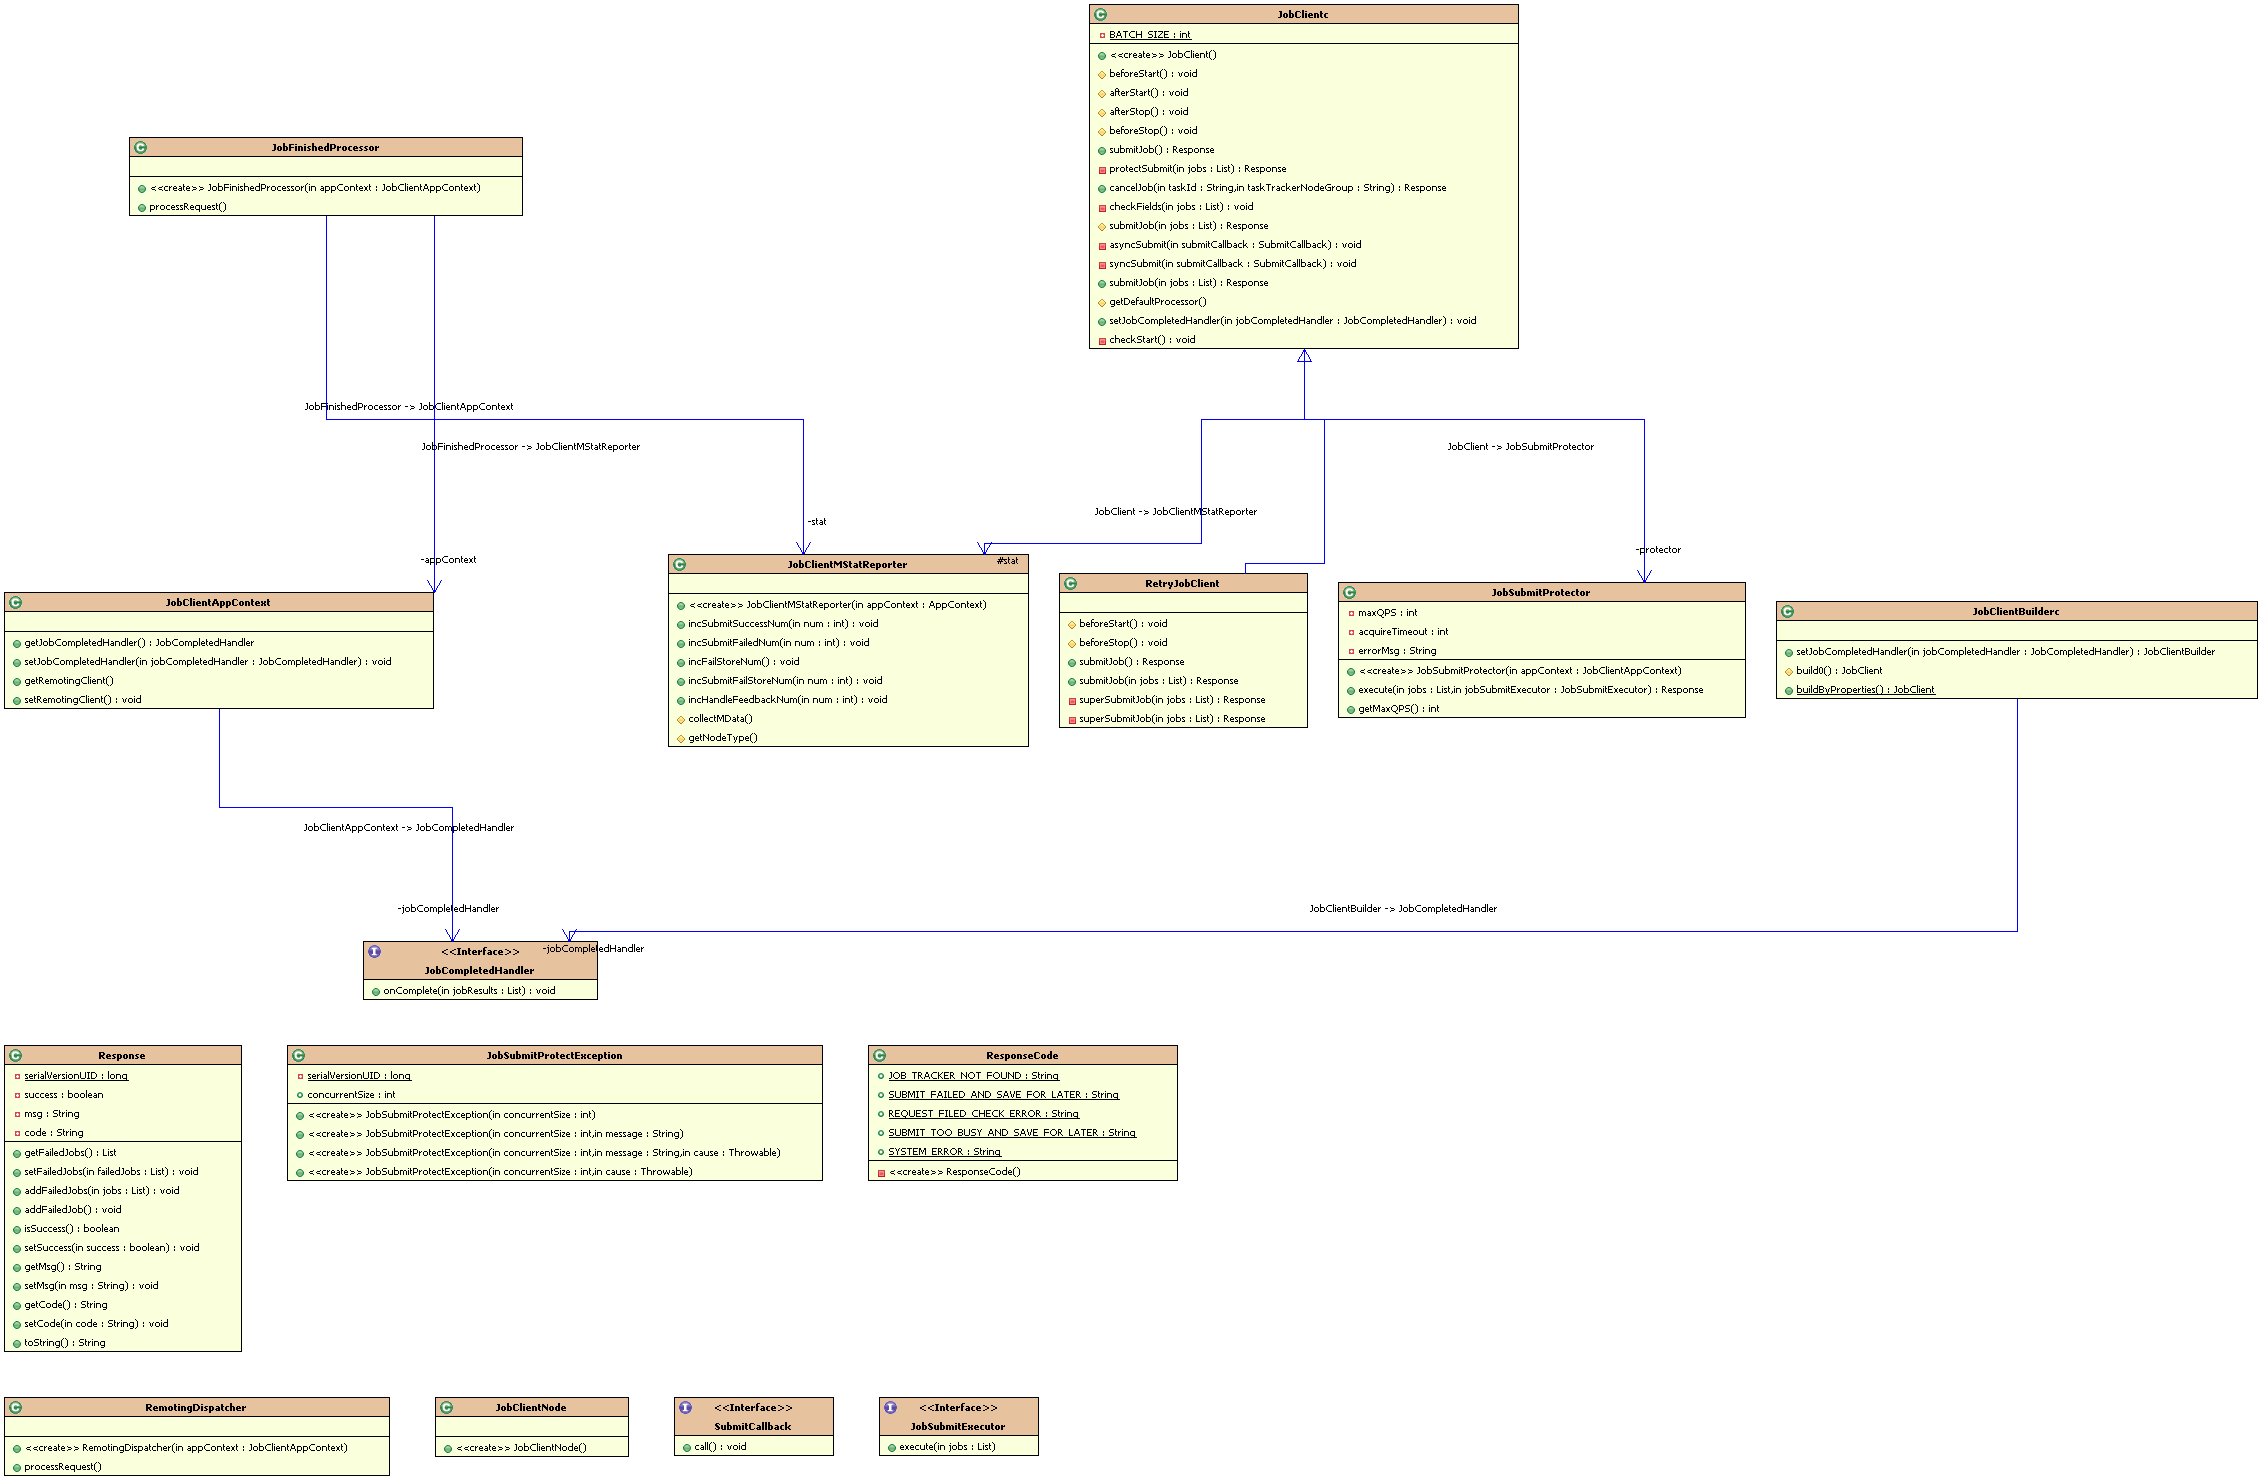 JobClientc
BATCH_SIZE : int
<<create>> JobClient()
beforeStart() : void
afterStart() : void
afterStop() : void
beforeStop() : void
submitJob() : Response
protectSubmit(in jobs : List) : Response
cancelJob(in taskId : String,in taskTrackerNodeGroup : String) : Response
checkFields(in jobs : List) : void
submitJob(in jobs : List) : Response
asyncSubmit(in submitCallback : SubmitCallback) : void
syncSubmit(in submitCallback : SubmitCallback) : void
submitJob(in jobs : List) : Response
getDefaultProcessor()
setJobCompletedHandler(in jobCompletedHandler : JobCompletedHandler) : void
checkStart() : void
JobFinishedProcessor
<<create>> JobFinishedProcessor(in appContext : JobClientAppContext)
processRequest()
JobFinishedProcessor -> JobClientAppContext
JobFinishedProcessor -> JobClientMStatReporter
JobClient -> JobSubmitProtector
JobClient -> JobClientMStatReporter
-stat
-appContext
#stat
-protector
JobClientAppContext
getJobCompletedHandler() : JobCompletedHandler
setJobCompletedHandler(in jobCompletedHandler : JobCompletedHandler) : void
getRemotingClient()
setRemotingClient() : void
JobClientMStatReporter
<<create>> JobClientMStatReporter(in appContext : AppContext)
incSubmitSuccessNum(in num : int) : void
incSubmitFailedNum(in num : int) : void
incFailStoreNum() : void
incSubmitFailStoreNum(in num : int) : void
incHandleFeedbackNum(in num : int) : void
collectMData()
getNodeType()
RetryJobClient
beforeStart() : void
beforeStop() : void
submitJob() : Response
submitJob(in jobs : List) : Response
superSubmitJob(in jobs : List) : Response
superSubmitJob(in jobs : List) : Response
JobSubmitProtector
maxQPS : int
acquireTimeout : int
errorMsg : String
<<create>> JobSubmitProtector(in appContext : JobClientAppContext)
execute(in jobs : List,in jobSubmitExecutor : JobSubmitExecutor) : Response
getMaxQPS() : int
JobClientBuilderc
setJobCompletedHandler(in jobCompletedHandler : JobCompletedHandler) : JobClientBuilder
build0() : JobClient
buildByProperties() : JobClient
JobClientAppContext -> JobCompletedHandler
-jobCompletedHandler
JobClientBuilder -> JobCompletedHandler
-jobCompletedHandler
<<Interface>>
JobCompletedHandler
onComplete(in jobResults : List) : void
Response
serialVersionUID : long
success : boolean
msg : String
code : String
getFailedJobs() : List
setFailedJobs(in failedJobs : List) : void
addFailedJobs(in jobs : List) : void
addFailedJob() : void
isSuccess() : boolean
setSuccess(in success : boolean) : void
getMsg() : String
setMsg(in msg : String) : void
getCode() : String
setCode(in code : String) : void
toString() : String
JobSubmitProtectException
serialVersionUID : long
concurrentSize : int
<<create>> JobSubmitProtectException(in concurrentSize : int)
<<create>> JobSubmitProtectException(in concurrentSize : int,in message : String)
<<create>> JobSubmitProtectException(in concurrentSize : int,in message : String,in cause : Throwable)
<<create>> JobSubmitProtectException(in concurrentSize : int,in cause : Throwable)
ResponseCode
JOB_TRACKER_NOT_FOUND : String
SUBMIT_FAILED_AND_SAVE_FOR_LATER : String
REQUEST_FILED_CHECK_ERROR : String
SUBMIT_TOO_BUSY_AND_SAVE_FOR_LATER : String
SYSTEM_ERROR : String
<<create>> ResponseCode()
RemotingDispatcher
<<create>> RemotingDispatcher(in appContext : JobClientAppContext)
processRequest()
JobClientNode
<<create>> JobClientNode()
<<Interface>>
SubmitCallback
call() : void
<<Interface>>
JobSubmitExecutor
execute(in jobs : List)